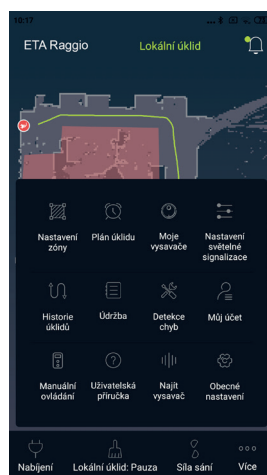 10:17
ETA Raggio
Lokální úklid
Nastavení
zóny
Plán úklidu
Moje
vysavače
Nastavení
světelné
signalizace
Historie
úklidů
Údržba
Detekce
chyb
Můj účet
Manuální
ovládání
Uživatelská
příručka
Najít
vysavač
Obecné
nastavení
Nabíjení
Lokální úklid: Pauza
Síla sání
Více